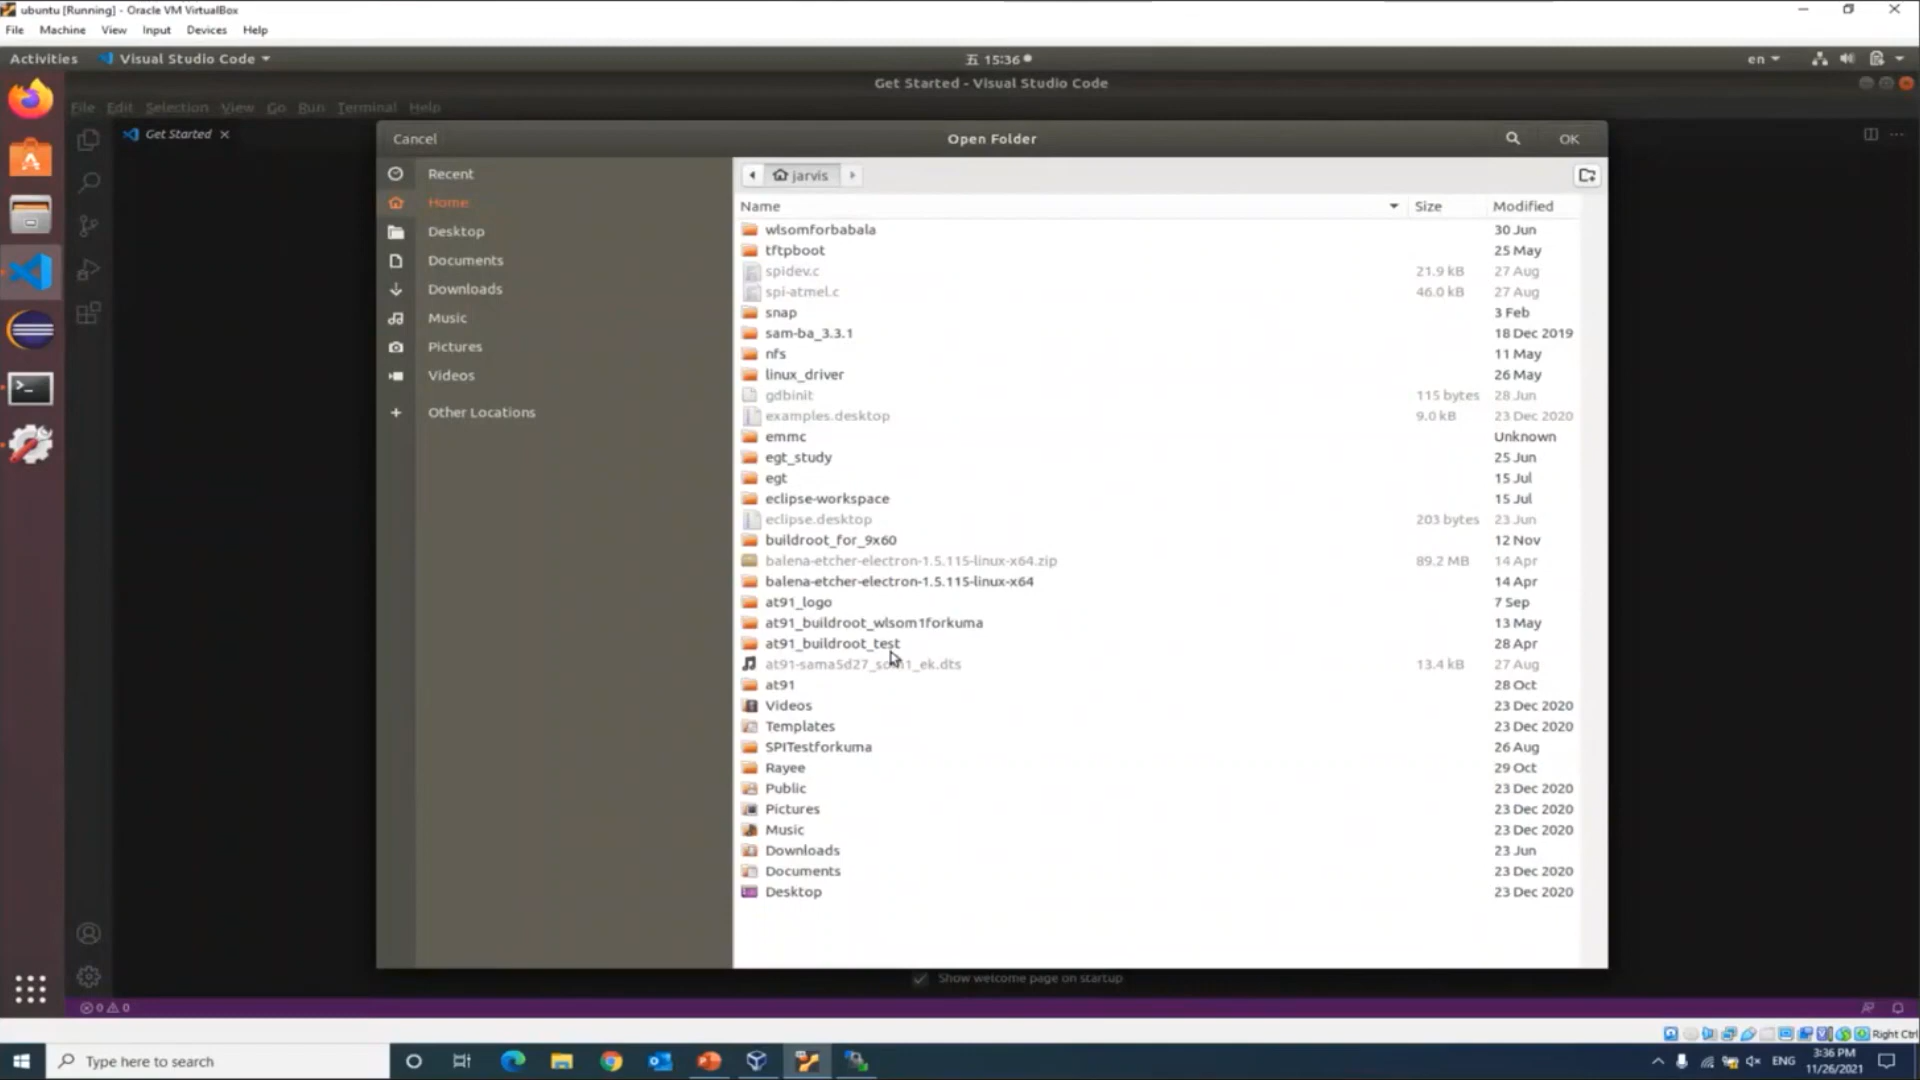 ubuntu [Running] - Oracle VM VirtualBox
File Machine View Input Devices Help
Activities Visual Studio Code 五 15:36 en
Get Started - Visual Studio Code
File Edit Selection View Go Run Terminal Help
Get Started
Cancel Open Folder OK
Recent
Home
Desktop
Documents
Downloads
Music
Pictures
Videos
Other Locations
jarvis
Name Size Modified
wlsomforbabala 30 Jun
tftpboot 25 May
spidev.c 21.9 kB 27 Aug
spi-atmel.c 46.0 kB 27 Aug
snap 3 Feb
sam-ba_3.3.1 18 Dec 2019
nfs 11 May
linux_driver 26 May
gdbinit 115 bytes 28 Jun
examples.desktop 9.0 kB 23 Dec 2020
emmc Unknown
egt_study 25 Jun
egt 15 Jul
eclipse-workspace 15 Jul
eclipse.desktop 203 bytes 23 Jun
buildroot_for_9x60 12 Nov
balena-etcher-electron-1.5.115-linux-x64.zip 89.2 MB 14 Apr
balena-etcher-electron-1.5.115-linux-x64 14 Apr
at91_logo 7 Sep
at91_buildroot_wlsom1forkuma 13 May
at91_buildroot_test 28 Apr
at91-sama5d27_som1_ek.dts 13.4 kB 27 Aug
at91 28 Oct
Videos 23 Dec 2020
Templates 23 Dec 2020
SPITestforkuma 26 Aug
Rayee 29 Oct
Public 23 Dec 2020
Pictures 23 Dec 2020
Music 23 Dec 2020
Downloads 23 Jun
Documents 23 Dec 2020
Desktop 23 Dec 2020
Show welcome page on startup
0 0
Right Ctrl
Type here to search
ENG
3:36 PM
11/26/2021